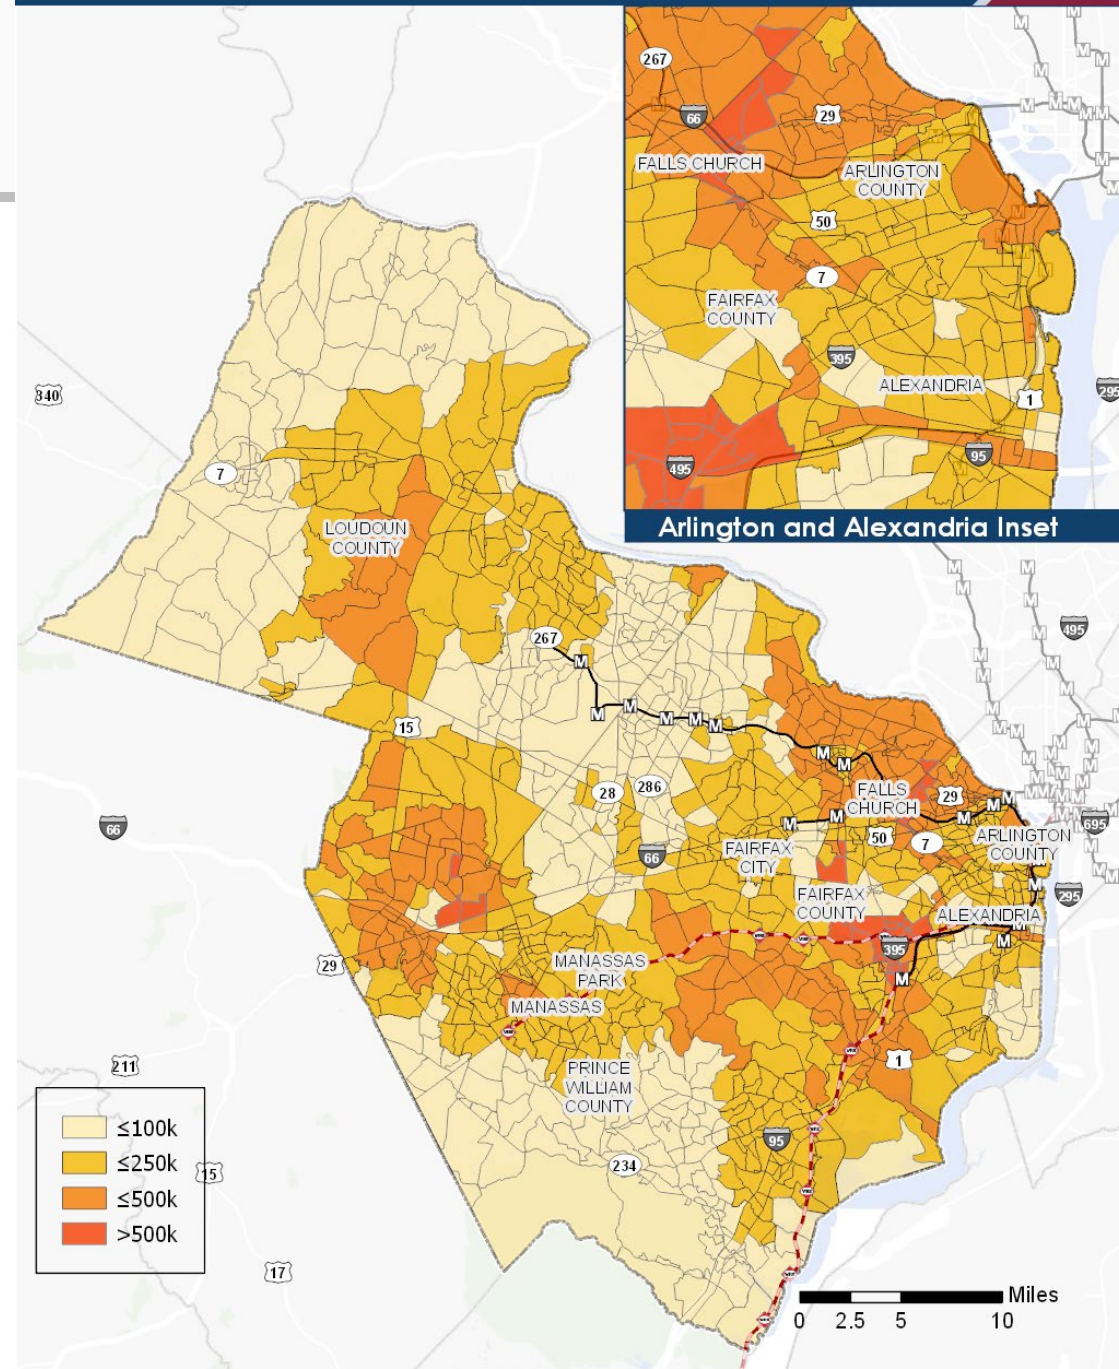 267
66
29
FALLS CHURCH
ARLINGTON
COUNTY
50
7
FAIRFAX
COUNTY
395
ALEXANDRIA
1
295
95
495
Arlington and Alexandria Inset
340
7
LOUDOUN
COUNTY
495
267
15
28
286
FALLS
CHURCH
29
66
66
50
7
695
ARLINGTON
COUNTY
FAIRFAX
CITY
FAIRFAX
COUNTY
295
ALEXANDRIA
395
29
MANASSAS
PARK
MANASSAS
211
1
PRINCE
WILLIAM
COUNTY
95
234
15
17
≤100k
≤250k
≤500k
>500k
Miles
0 2.5 5 10
M
M
M
M
M
M
M
M
M
M
M
M
M
M